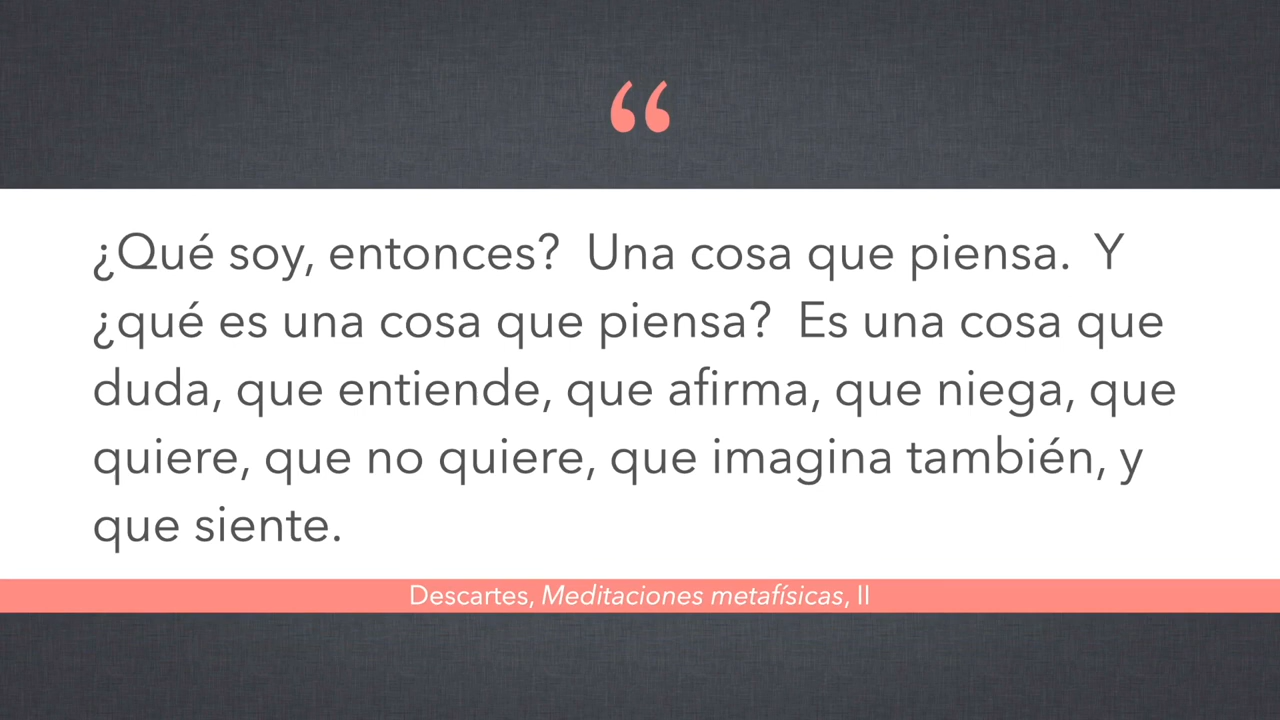 “
¿Qué soy, entonces?  Una cosa que piensa.  Y
¿qué es una cosa que piensa?  Es una cosa que
duda, que entiende, que afirma, que niega, que
quiere, que no quiere, que imagina también, y
que siente.
Descartes, Meditaciones metafísicas, II